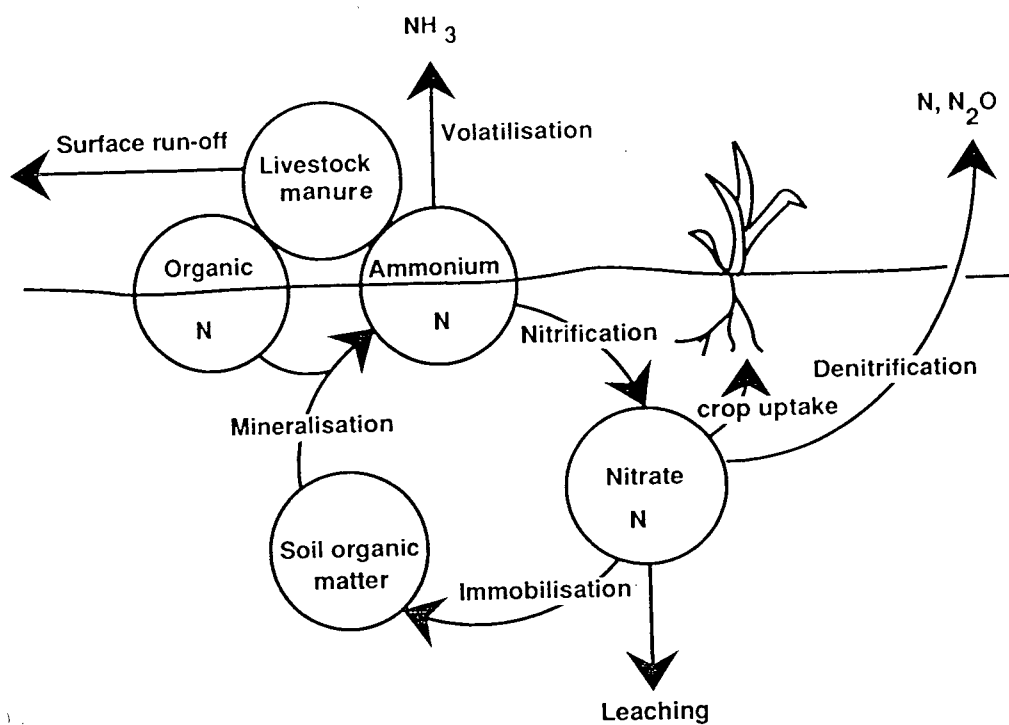 NH3
N, N2O
Surface run-off
Volatilisation
Livestock
manure
Organic
N
Ammonium
N
Nitrification
Denitrification
crop uptake
Mineralisation
Nitrate
N
Soil organic
matter
Immobilisation
Leaching